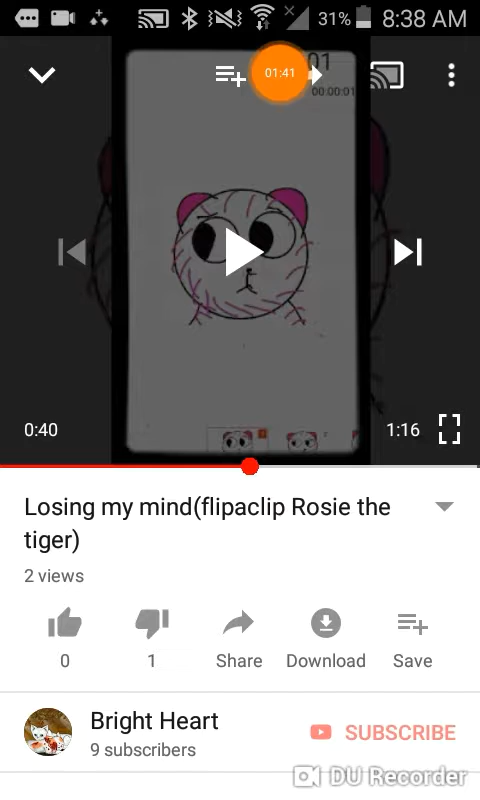 31% 8:38 AM
01
01:41
00:00:01
0:40
1:16
Losing my mind(flipaclip Rosie the
tiger)
2 views
0
1
Share
Download
Save
Bright Heart
9 subscribers
SUBSCRIBE
DU Recorder